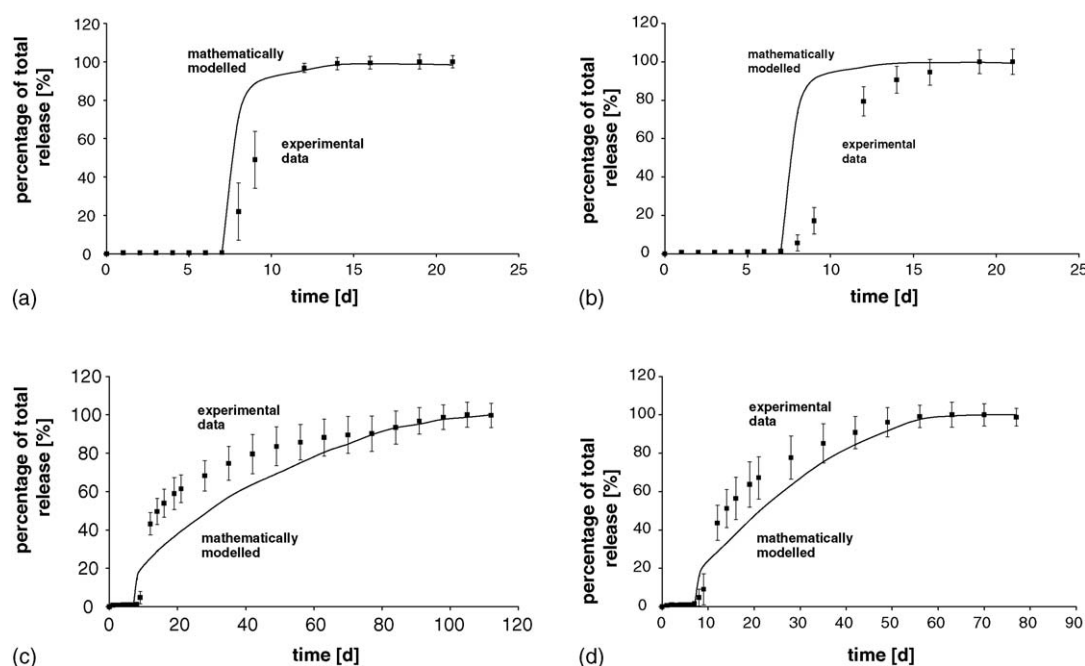 percentage of total
release [%]
120
100
80
60
40
20
0
mathematically
modelled
experimental
data
0
5
10
15
20
25
time [d]
(a)
percentage of total
release [%]
120
100
80
60
40
20
0
mathematically
modelled
experimental
data
0
5
10
15
20
25
time [d]
(b)
percentage of total
release [%]
120
100
80
60
40
20
0
experimental
data
mathematically
modelled
0
20
40
60
80
100
120
time [d]
(c)
percentage of total
release [%]
120
100
80
60
40
20
0
experimental
data
mathematically
modelled
0
10
20
30
40
50
60
70
80
90
time [d]
(d)